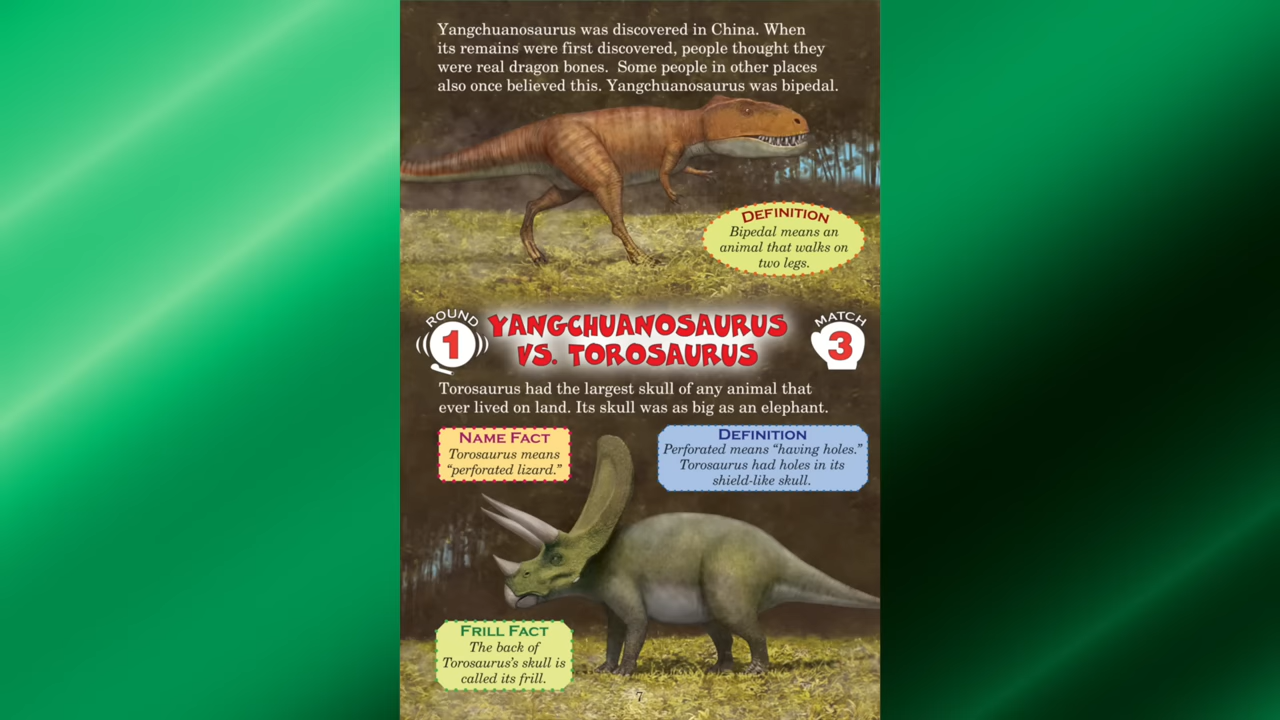 Yangchuanosaurus was discovered in China. When
its remains were first discovered, people thought they
were real dragon bones. Some people in other places
also once believed this. Yangchuanosaurus was bipedal.
DEFINITION
Bipedal means an
animal that walks on
two legs.
ROUND
1
YANGCHUANOSAURUS
VS. TOROSAURUS
MATCH
3
Torosaurus had the largest skull of any animal that
ever lived on land. Its skull was as big as an elephant.
NAME FACT
Torosaurus means
“perforated lizard.”
DEFINITION
Perforated means “having holes.”
Torosaurus had holes in its
shield-like skull.
FRILL FACT
The back of
Torosaurus’s skull is
called its frill.
7